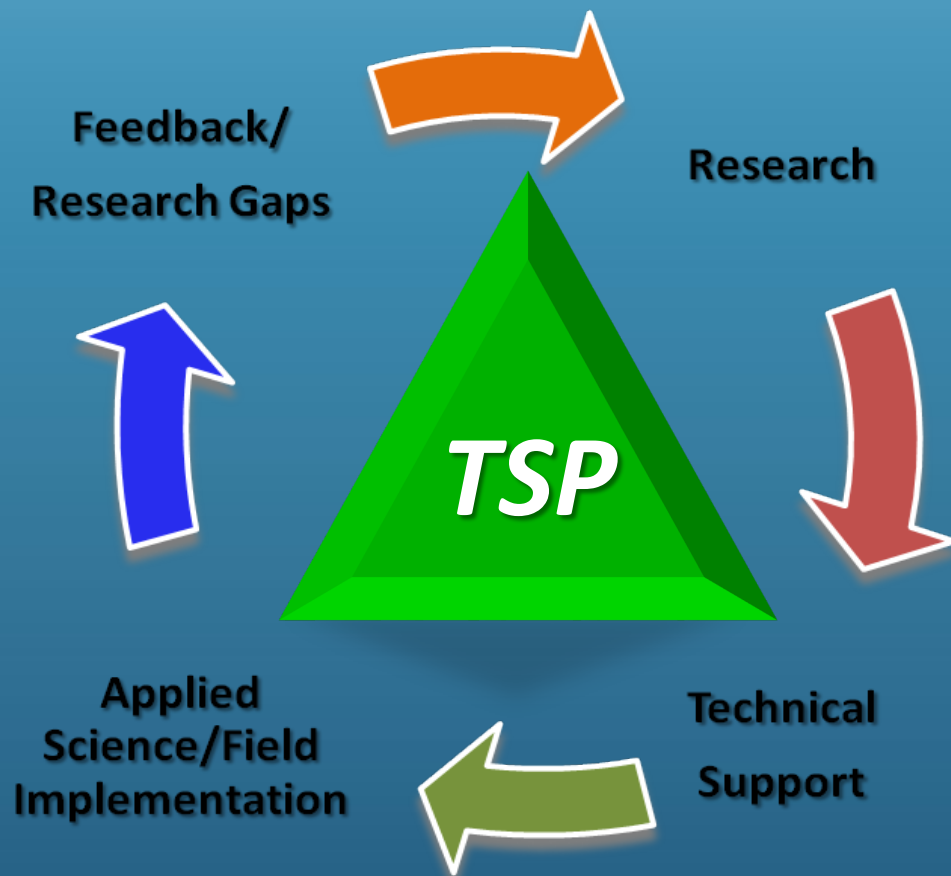 Feedback/
Research Gaps
Research
TSP
Applied
Science/Field
Implementation
Technical
Support